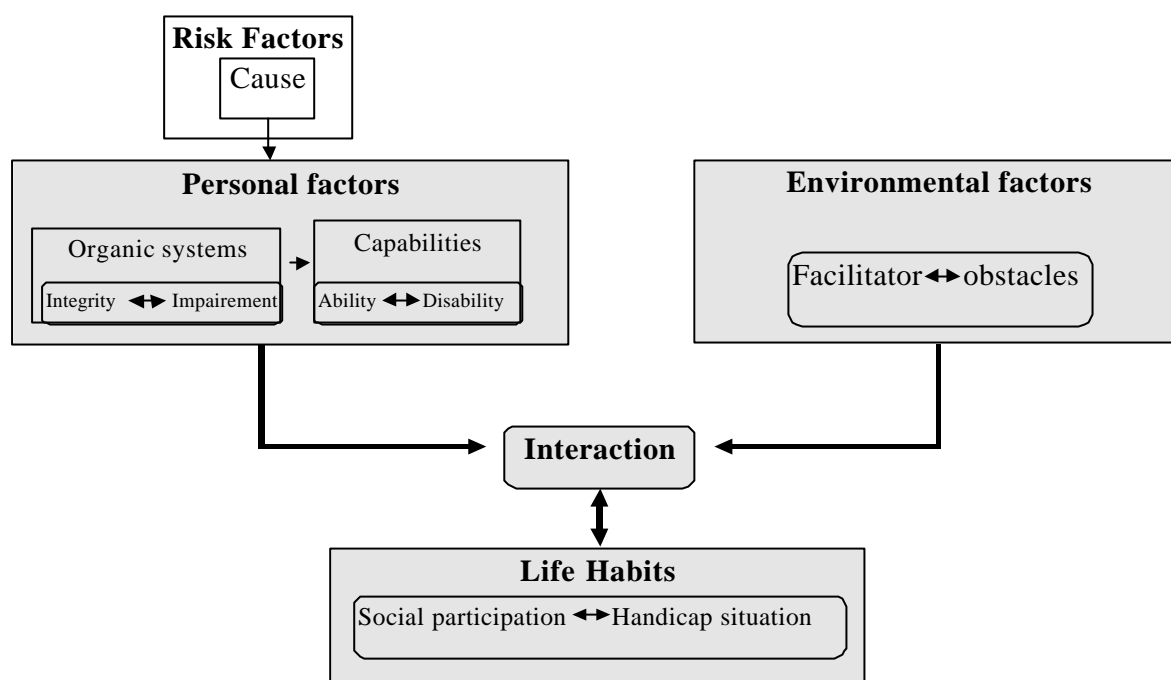 Risk Factors
Cause
Personal factors
Environmental factors
Organic systems
Capabilities
Integrity Impairement
Ability Disability
Facilitator obstacles
Interaction
Life Habits
Social participation Handicap situation